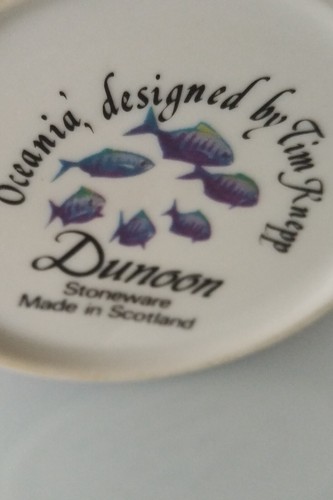 'Oceania', designed by Tim Knepp
Dunoon
Stoneware
Made in Scotland